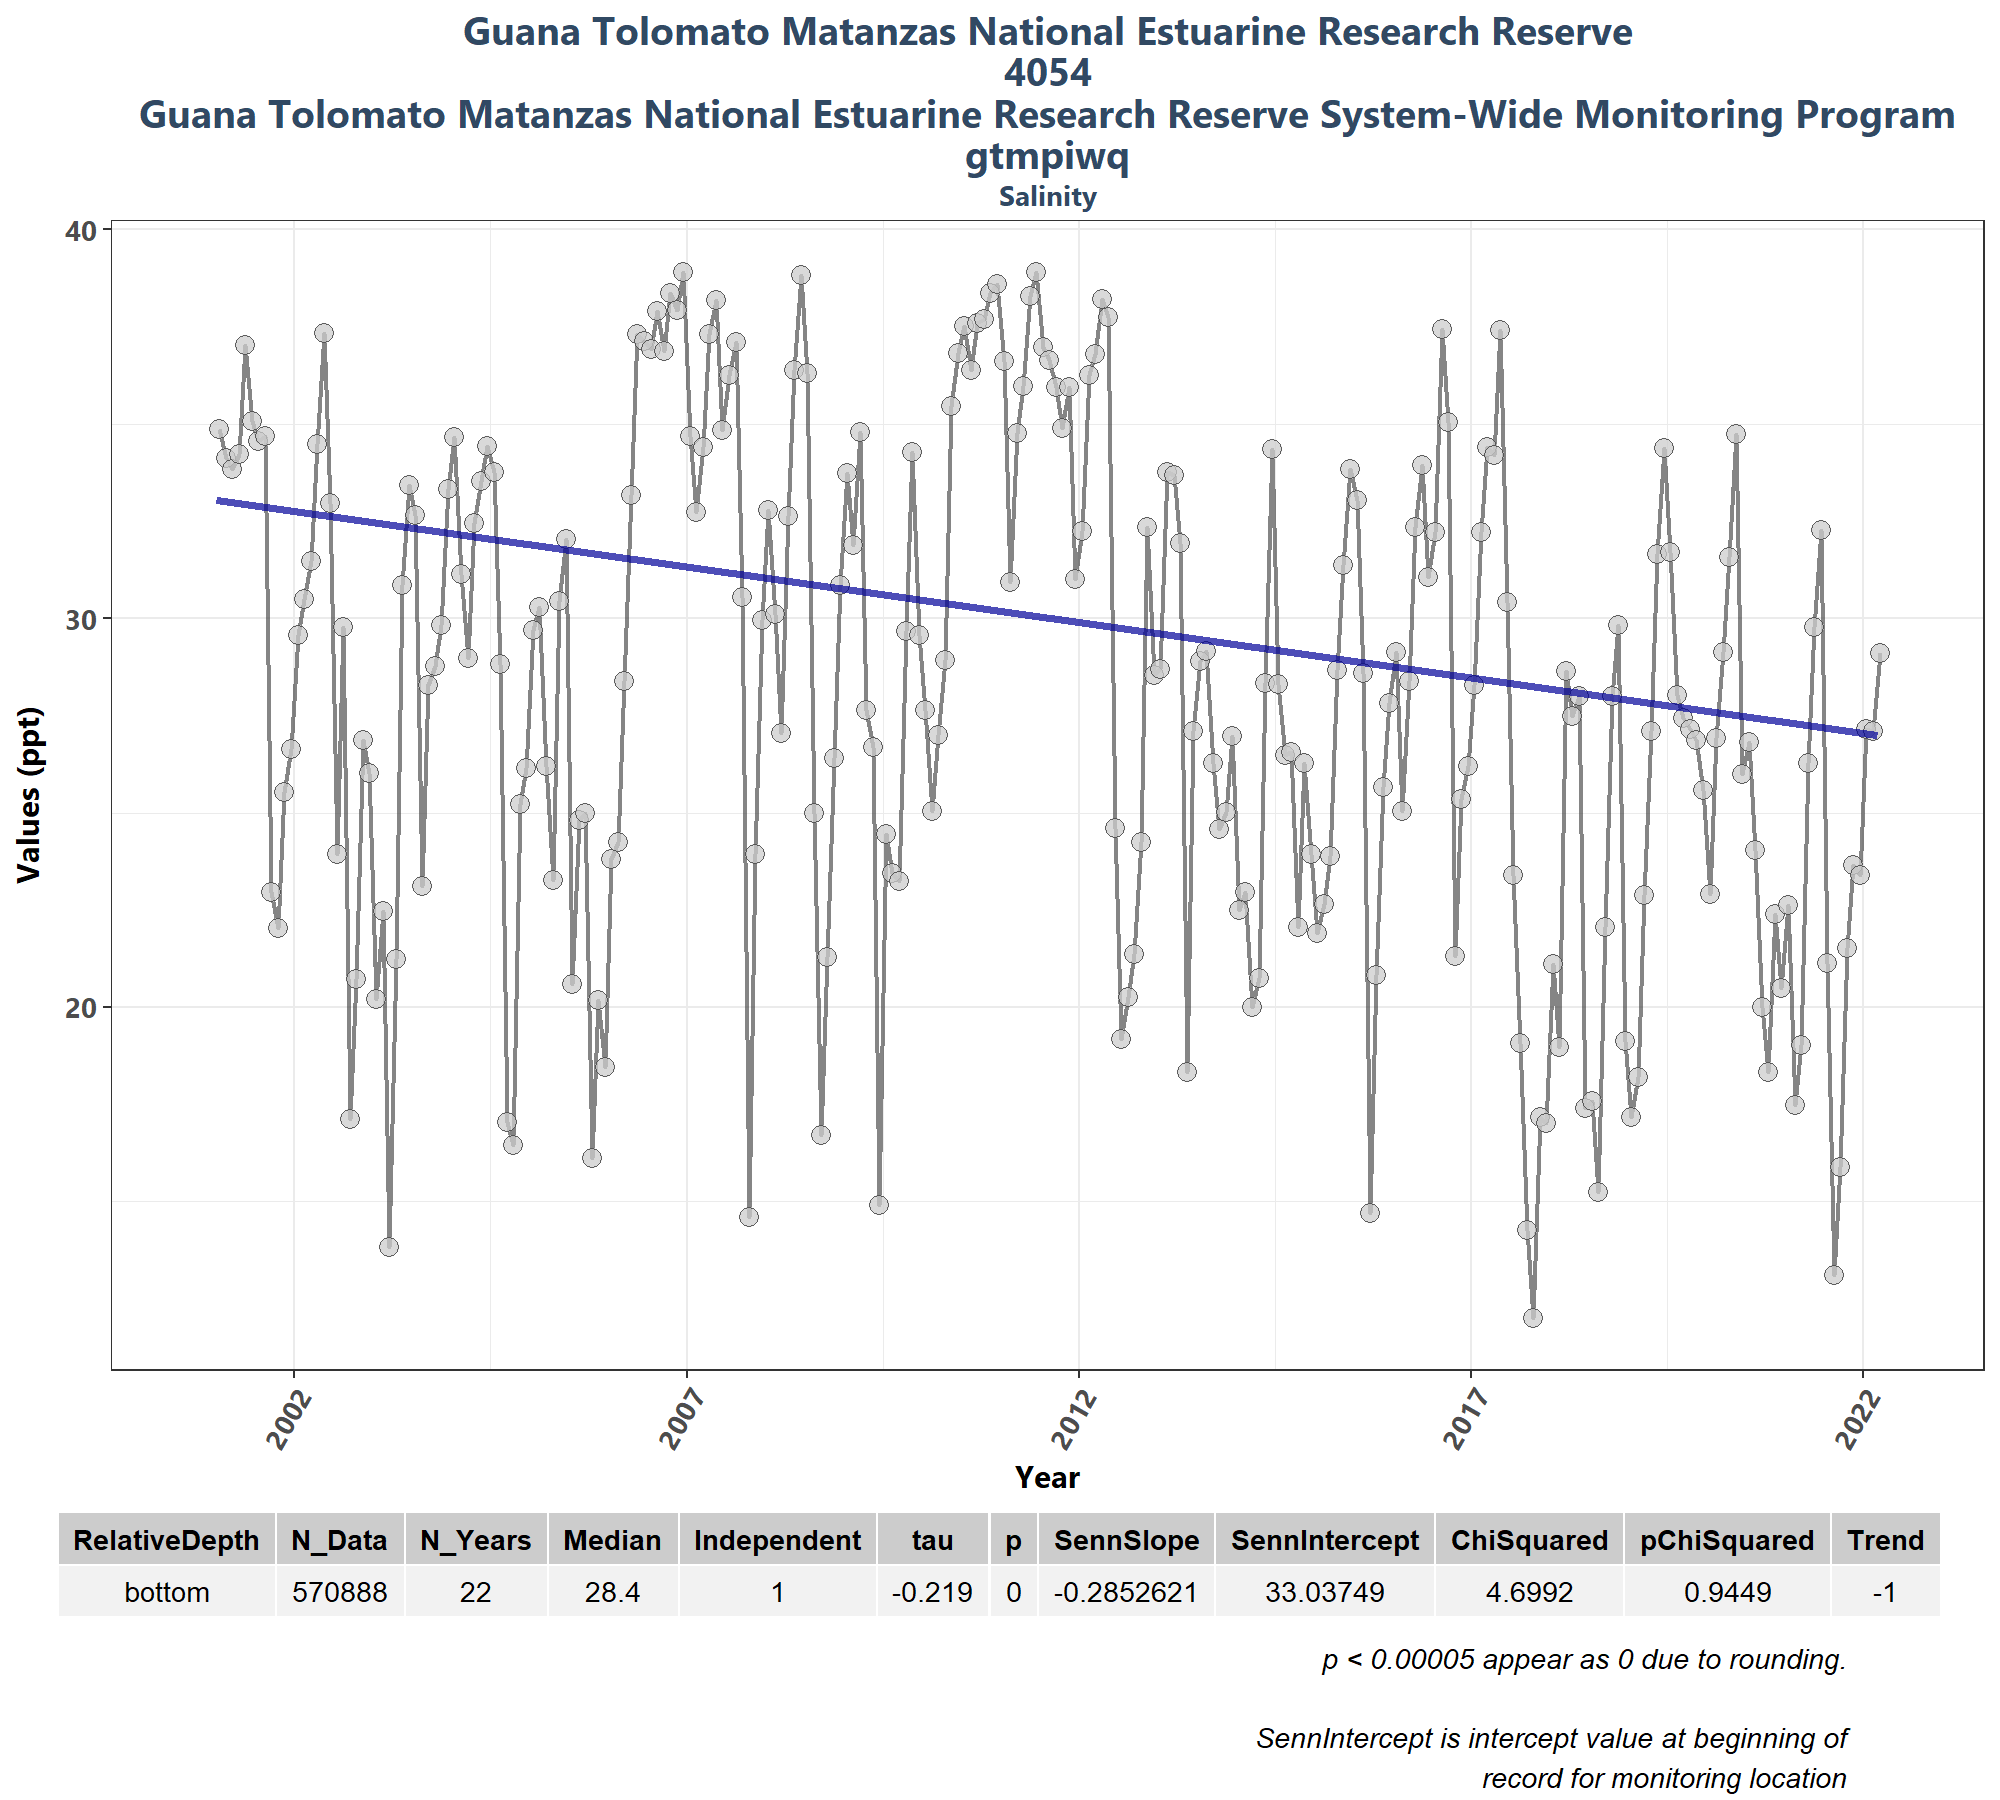 Guana Tolomato Matanzas National Estuarine Research Reserve
4054
Guana Tolomato Matanzas National Estuarine Research Reserve System-Wide Monitoring Program
gtmpiwq
Salinity
40
30
20
Values (ppt)
2002 2007 2012 2017 2022
Year
RelativeDepth N_Data N_Years Median Independent tau p SennSlope SennIntercept ChiSquared pChiSquared Trend
bottom 570888 22 28.4 1 -0.219 0 -0.2852621 33.03749 4.6992 0.9449 -1
p < 0.00005 appear as 0 due to rounding.
SennIntercept is intercept value at beginning of
record for monitoring location